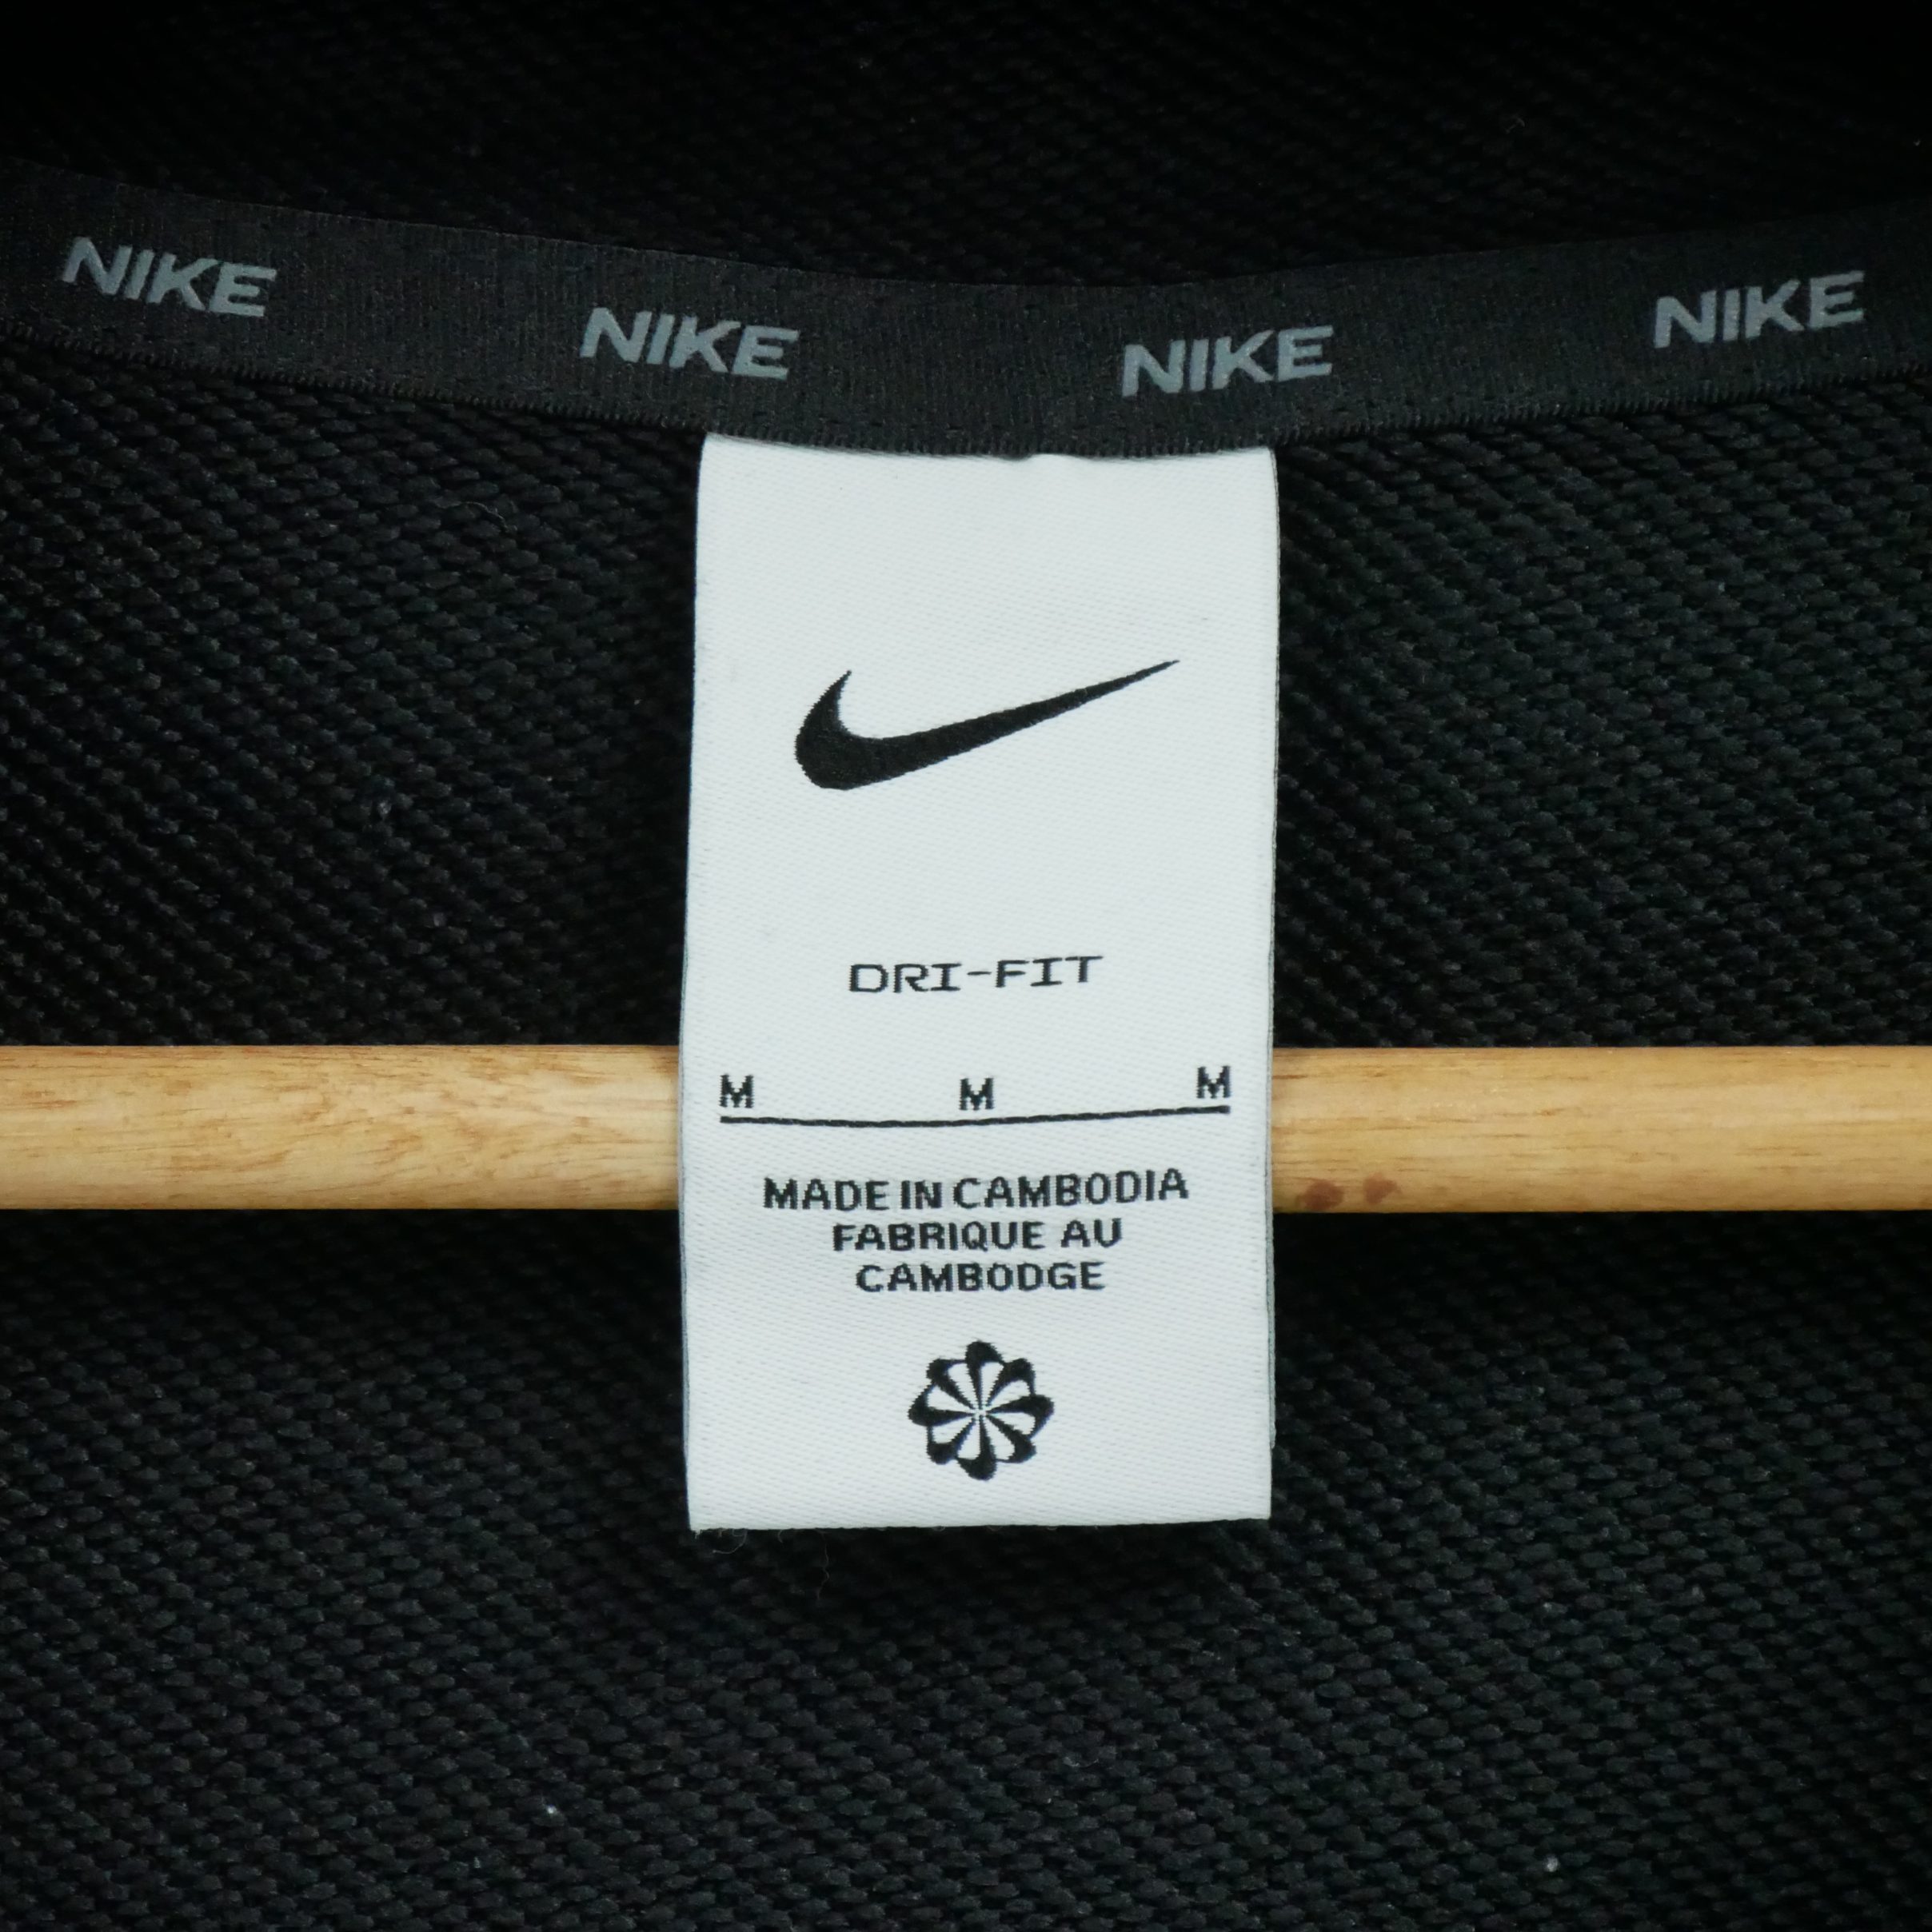 NIKE NIKE NIKE NIKE
DRI-FIT
M M M
MADE IN CAMBODIA
FABRIQUE AU
CAMBODGE